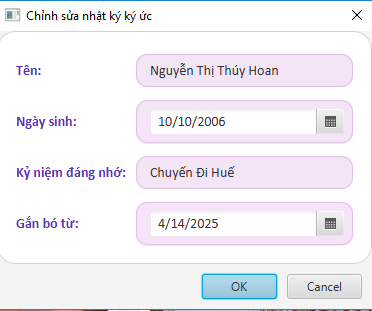 Chỉnh sửa nhật ký ký ức
Tên: Nguyễn Thị Thúy Hoan
Ngày sinh: 10/10/2006
Kỷ niệm đáng nhớ: Chuyến Đi Huế
Gắn bó từ: 4/14/2025
OK Cancel